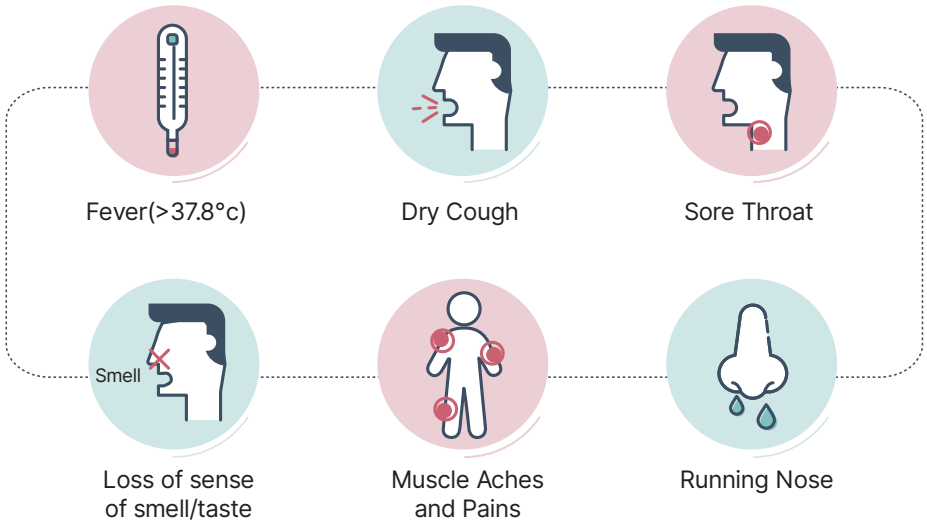 Fever(>37.8°c)
Dry Cough
Sore Throat
Smell
Loss of sense
of smell/taste
Muscle Aches
and Pains
Running Nose